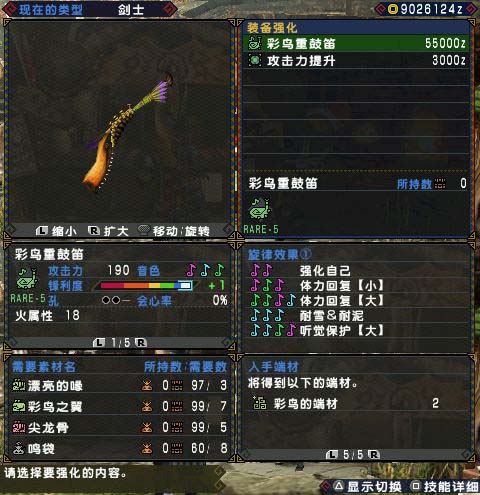 现在的类型 剑士
9026124z
装备强化
彩鸟重鼓笛 55000z
攻击力提升 3000z
彩鸟重鼓笛 所持数 0
RARE-5
L 缩小 R 扩大 移动/旋转
彩鸟重鼓笛
攻击力 190 音色
锋利度 +1
RARE-5
孔 会心率 0%
火属性 18
L 1/5 R
旋律效果①
强化自己
体力回复【小】
体力回复【大】
耐雪&耐泥
听觉保护【大】
需要素材名 所持数/需要数
漂亮的喙 0 97/ 3
彩鸟之翼 0 99/ 7
尖龙骨 0 99/ 5
鸣袋 0 60/ 8
入手端材
将得到以下的端材。
彩鸟的端材 2
L 5/5 R
请选择要强化的内容。
显示切换 技能详细